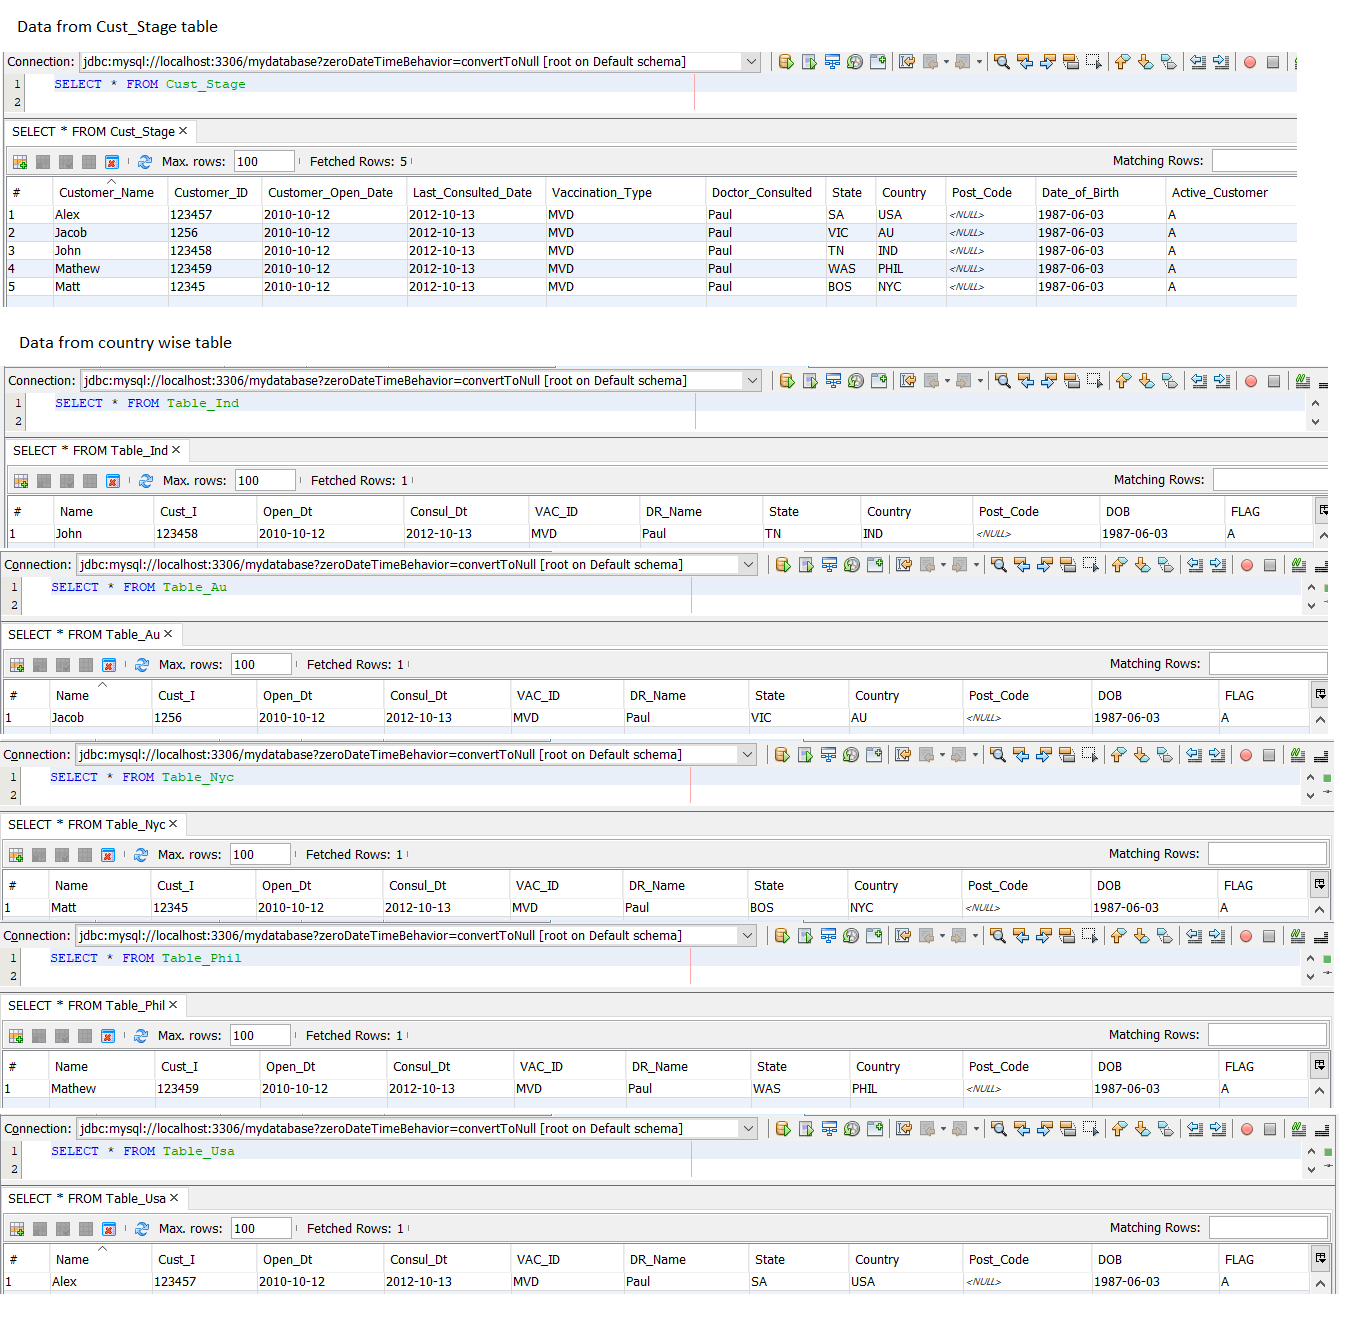 Data from Cust_Stage table
Connection: jdbc:mysql://localhost:3306/mydatabase?zeroDateTimeBehavior=convertToNull [root on Default schema]
1 SELECT * FROM Cust_Stage
2
SELECT * FROM Cust_Stage ×
Max. rows: 100 Fetched Rows: 5 Matching Rows:
# Customer_Name Customer_ID Customer_Open_Date Last_Consulted_Date Vaccination_Type Doctor_Consulted State Country Post_Code Date_of_Birth Active_Customer
1 Alex 123457 2010-10-12 2012-10-13 MVD Paul SA USA <NULL> 1987-06-03 A
2 Jacob 1256 2010-10-12 2012-10-13 MVD Paul VIC AU <NULL> 1987-06-03 A
3 John 123458 2010-10-12 2012-10-13 MVD Paul TN IND <NULL> 1987-06-03 A
4 Mathew 123459 2010-10-12 2012-10-13 MVD Paul WAS PHIL <NULL> 1987-06-03 A
5 Matt 12345 2010-10-12 2012-10-13 MVD Paul BOS NYC <NULL> 1987-06-03 A
Data from country wise table
Connection: jdbc:mysql://localhost:3306/mydatabase?zeroDateTimeBehavior=convertToNull [root on Default schema]
1 SELECT * FROM Table_Ind
2
SELECT * FROM Table_Ind ×
Max. rows: 100 Fetched Rows: 1 Matching Rows:
# Name Cust_I Open_Dt Consul_Dt VAC_ID DR_Name State Country Post_Code DOB FLAG
1 John 123458 2010-10-12 2012-10-13 MVD Paul TN IND <NULL> 1987-06-03 A
Connection: jdbc:mysql://localhost:3306/mydatabase?zeroDateTimeBehavior=convertToNull [root on Default schema]
1 SELECT * FROM Table_Au
2
SELECT * FROM Table_Au ×
Max. rows: 100 Fetched Rows: 1 Matching Rows:
# Name Cust_I Open_Dt Consul_Dt VAC_ID DR_Name State Country Post_Code DOB FLAG
1 Jacob 1256 2010-10-12 2012-10-13 MVD Paul VIC AU <NULL> 1987-06-03 A
Connection: jdbc:mysql://localhost:3306/mydatabase?zeroDateTimeBehavior=convertToNull [root on Default schema]
1 SELECT * FROM Table_Nyc
2
SELECT * FROM Table_Nyc ×
Max. rows: 100 Fetched Rows: 1 Matching Rows:
# Name Cust_I Open_Dt Consul_Dt VAC_ID DR_Name State Country Post_Code DOB FLAG
1 Matt 12345 2010-10-12 2012-10-13 MVD Paul BOS NYC <NULL> 1987-06-03 A
Connection: jdbc:mysql://localhost:3306/mydatabase?zeroDateTimeBehavior=convertToNull [root on Default schema]
1 SELECT * FROM Table_Phil
2
SELECT * FROM Table_Phil ×
Max. rows: 100 Fetched Rows: 1 Matching Rows:
# Name Cust_I Open_Dt Consul_Dt VAC_ID DR_Name State Country Post_Code DOB FLAG
1 Mathew 123459 2010-10-12 2012-10-13 MVD Paul WAS PHIL <NULL> 1987-06-03 A
Connection: jdbc:mysql://localhost:3306/mydatabase?zeroDateTimeBehavior=convertToNull [root on Default schema]
1 SELECT * FROM Table_Usa
2
SELECT * FROM Table_Usa ×
Max. rows: 100 Fetched Rows: 1 Matching Rows:
# Name Cust_I Open_Dt Consul_Dt VAC_ID DR_Name State Country Post_Code DOB FLAG
1 Alex 123457 2010-10-12 2012-10-13 MVD Paul SA USA <NULL> 1987-06-03 A